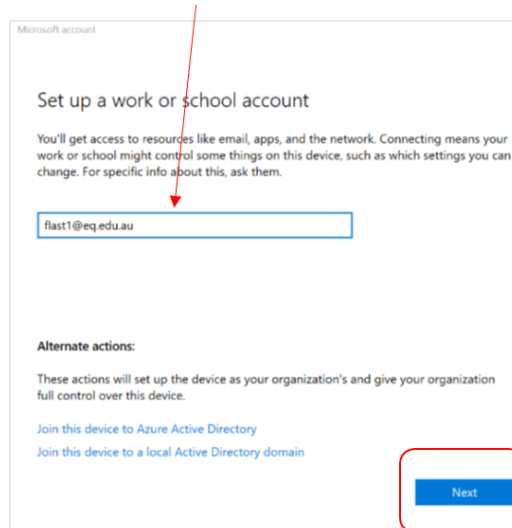 Microsoft account
Set up a work or school account
You'll get access to resources like email, apps, and the network. Connecting means your
work or school might control some things on this device, such as which settings you can
change. For specific info about this, ask them.
flast1@eq.edu.au
Alternate actions:
These actions will set up the device as your organization's and give your organization
full control over this device.
Join this device to Azure Active Directory
Join this device to a local Active Directory domain
Next